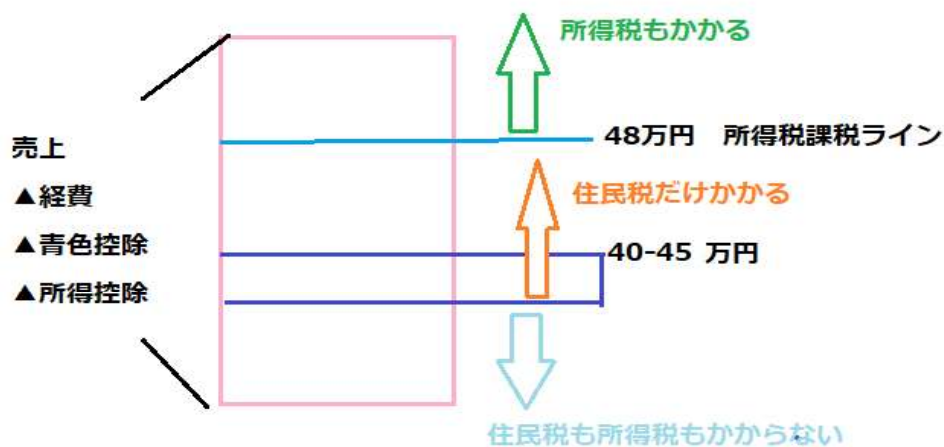 所得税もかかる
48万円　所得税課税ライン
売上
▲経費
住民税だけかかる
▲青色控除
40-45 万円
▲所得控除
住民税も所得税もかからない